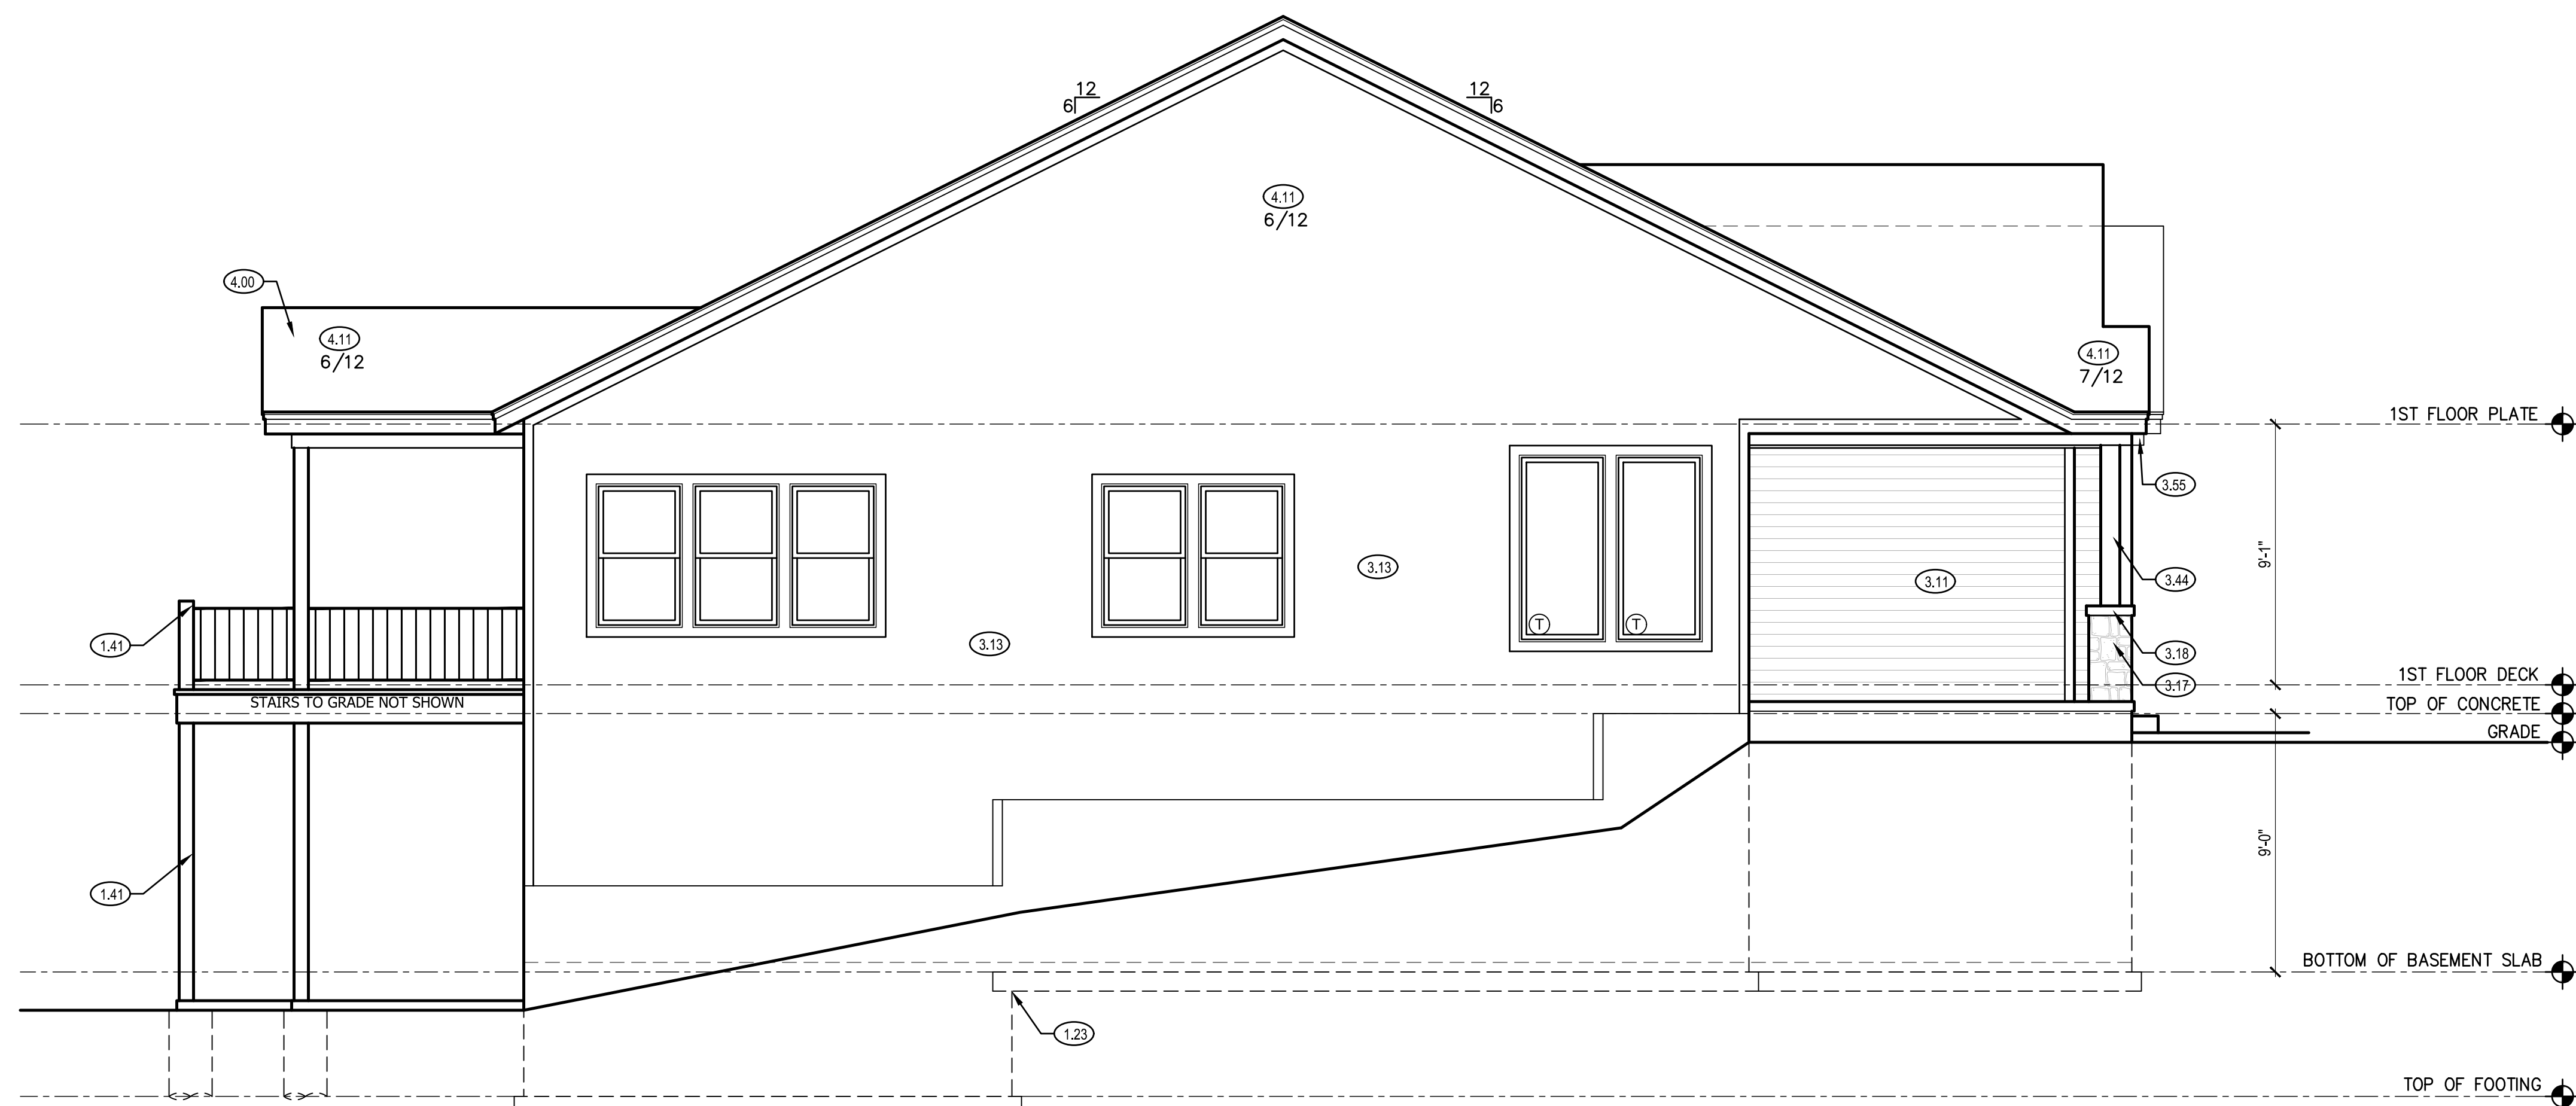 12
6
12
6
4.11
6/12
4.00
4.11
6/12
4.11
7/12
1ST FLOOR PLATE
3.55
9'-1"
3.13
3.11
3.44
T
T
1.41
3.13
3.18
3.17
1ST FLOOR DECK
STAIRS TO GRADE NOT SHOWN
TOP OF CONCRETE
GRADE
9'-0"
1.41
BOTTOM OF BASEMENT SLAB
1.23
TOP OF FOOTING